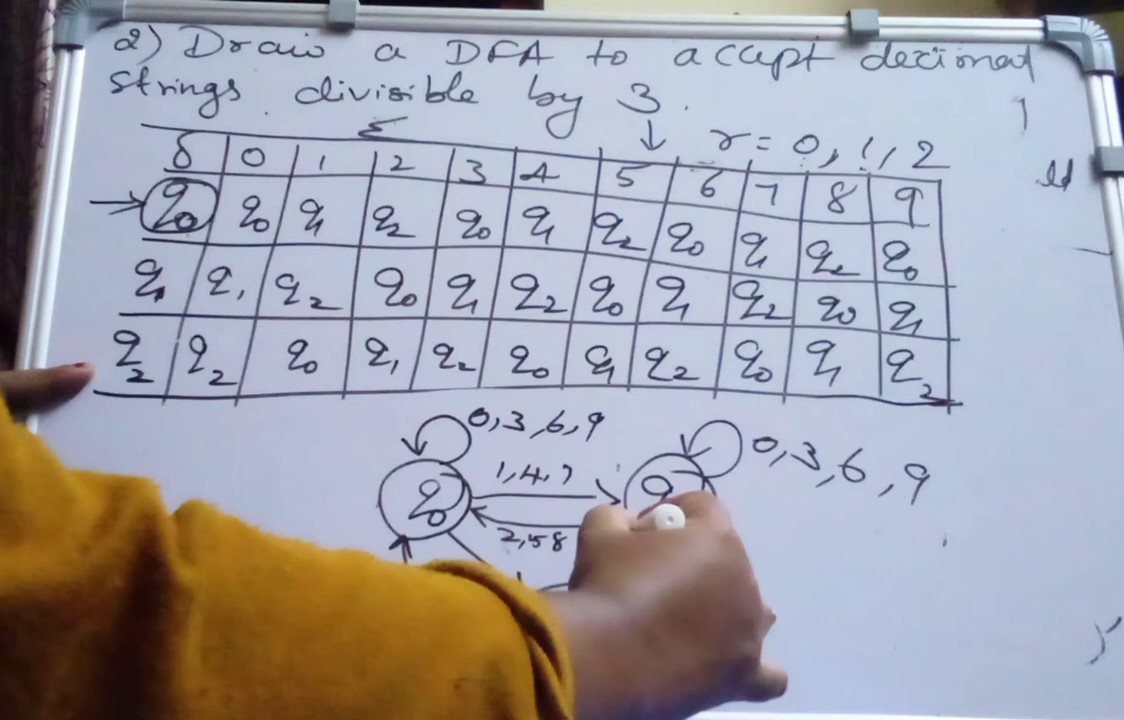 2) Draw a DFA to accept decimal
strings divisible by 3.
Σ ↓ r = 0, 1, 2
δ 0 1 2 3 4 5 6 7 8 9
→ q0 q0 q1 q2 q0 q1 q2 q0 q1 q2 q0
q1 q1 q2 q0 q1 q2 q0 q1 q2 q0 q1
q2 q2 q0 q1 q2 q0 q1 q2 q0 q1 q2
0,3,6,9
0,3,6,9
1,4,7
q0
2,5 8